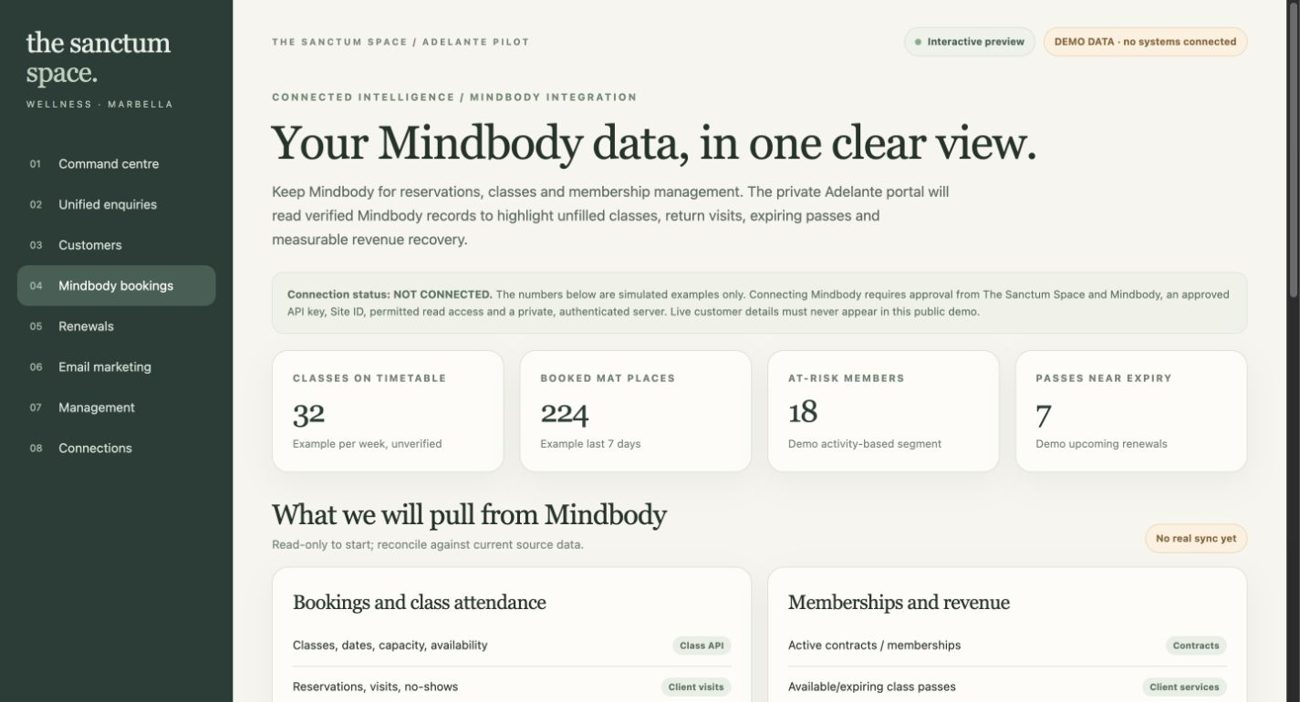 the sanctum
space.
WELLNESS · MARBELLA
01 Command centre
02 Unified enquiries
03 Customers
04 Mindbody bookings
05 Renewals
06 Email marketing
07 Management
08 Connections
THE SANCTUM SPACE / ADELANTE PILOT
Interactive preview
DEMO DATA · no systems connected
CONNECTED INTELLIGENCE / MINDBODY INTEGRATION
Your Mindbody data, in one clear view.
Keep Mindbody for reservations, classes and membership management. The private Adelante portal will
read verified Mindbody records to highlight unfilled classes, return visits, expiring passes and
measurable revenue recovery.
Connection status: NOT CONNECTED. The numbers below are simulated examples only. Connecting Mindbody requires approval from The Sanctum Space and Mindbody, an approved
API key, Site ID, permitted read access and a private, authenticated server. Live customer details must never appear in this public demo.
CLASSES ON TIMETABLE
32
Example per week, unverified
BOOKED MAT PLACES
224
Example last 7 days
AT-RISK MEMBERS
18
Demo activity-based segment
PASSES NEAR EXPIRY
7
Demo upcoming renewals
What we will pull from Mindbody
Read-only to start; reconcile against current source data.
No real sync yet
Bookings and class attendance
Classes, dates, capacity, availability Class API
Reservations, visits, no-shows Client visits
Memberships and revenue
Active contracts / memberships Contracts
Available/expiring class passes Client services